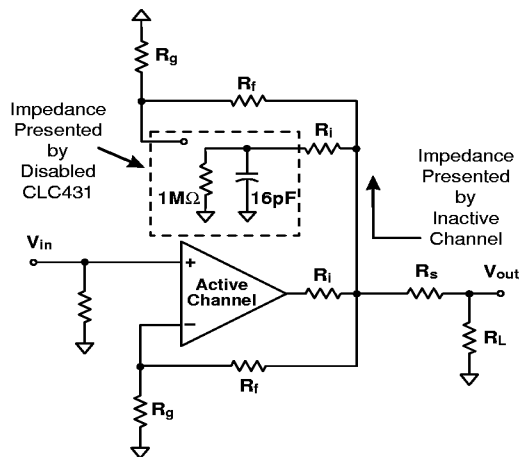 Rg
Rf
Impedance
Presented
by
Disabled
CLC431
Ri
1MΩ
16pF
Impedance
Presented
by
Inactive
Channel
Vin
+
Active
Channel
−
Ri
Rs
Vout
RL
Rf
Rg